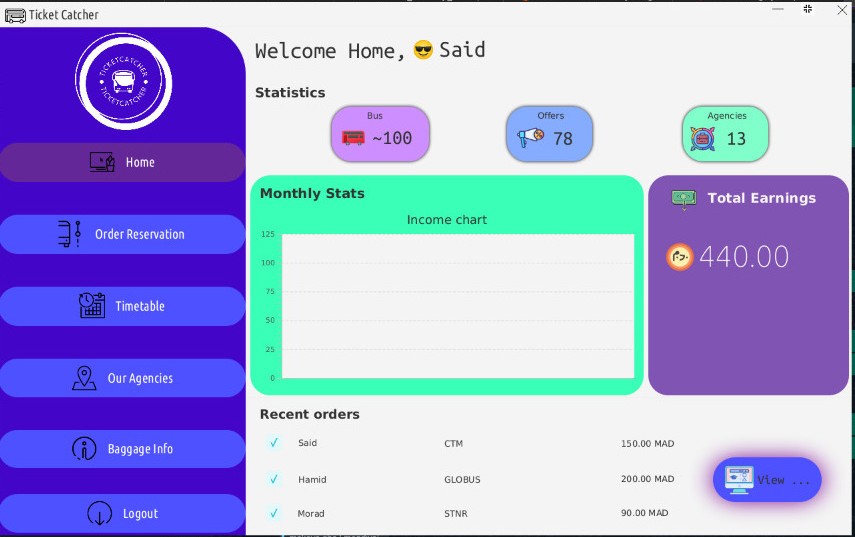 Ticket Catcher
TICKETCATCHER
TICKETCATCHER
Home
Order Reservation
Timetable
Our Agencies
Baggage Info
Logout
Welcome Home, 😎 Said
Statistics
Bus
~100
Offers
78
Agencies
13
Monthly Stats
Income chart
125
100
75
50
25
0
Total Earnings
د.م.
440.00
Recent orders
✓ Said CTM 150.00 MAD
✓ Hamid GLOBUS 200.00 MAD
✓ Morad STNR 90.00 MAD
View ...